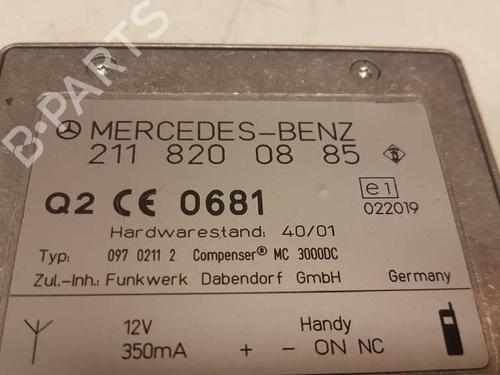 B-PARTS
MERCEDES-BENZ
211 820 08 85
Q2 CE 0681
e1
022019
Hardwarestand: 40/01
Typ: 097 0211 2 Compenser® MC 3000DC
Zul.-Inh.: Funkwerk Dabendorf GmbH Germany
12V Handy
350mA + - ON NC